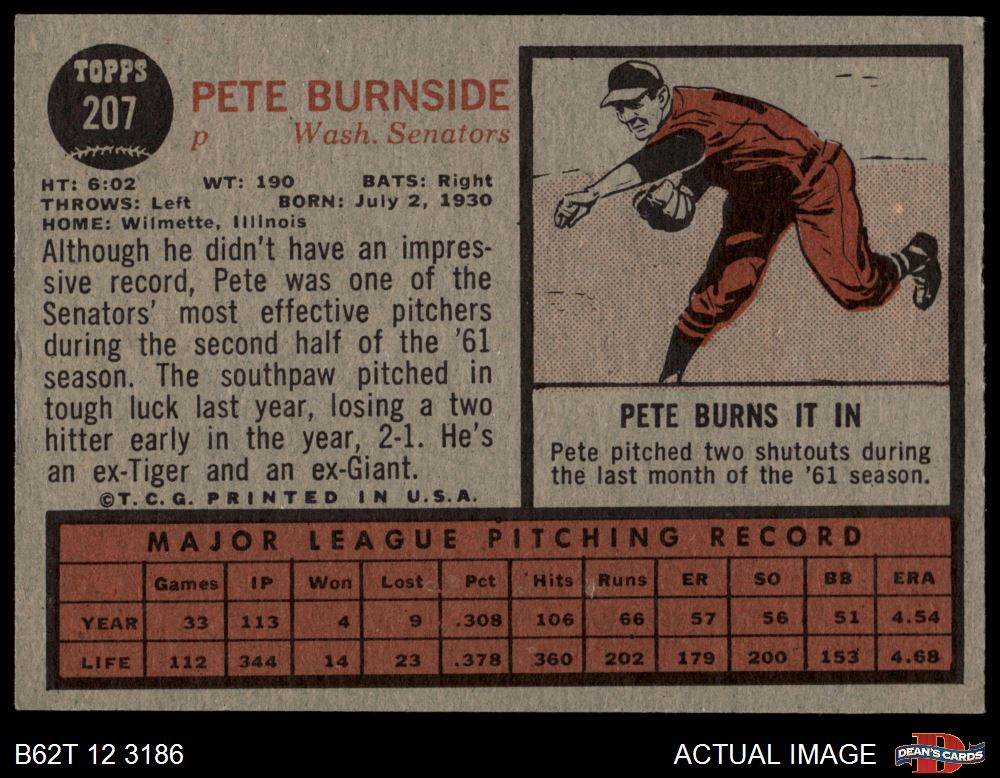 TOPPS
207
PETE BURNSIDE
p Wash. Senators
HT: 6:02 WT: 190 BATS: Right
THROWS: Left BORN: July 2, 1930
HOME: Wilmette, Illinois
Although he didn't have an impres-
sive record, Pete was one of the
Senators' most effective pitchers
during the second half of the '61
season. The southpaw pitched in
tough luck last year, losing a two
hitter early in the year, 2-1. He's
an ex-Tiger and an ex-Giant.
©T.C.G. PRINTED IN U.S.A.
PETE BURNS IT IN
Pete pitched two shutouts during
the last month of the '61 season.
MAJOR LEAGUE PITCHING RECORD
Games IP Won Lost Pct Hits Runs ER SO BB ERA
YEAR 33 113 4 9 .308 106 66 57 56 51 4.54
LIFE 112 344 14 23 .378 360 202 179 200 153 4.68
B62T 12 3186
ACTUAL IMAGE
DEAN'S CARDS